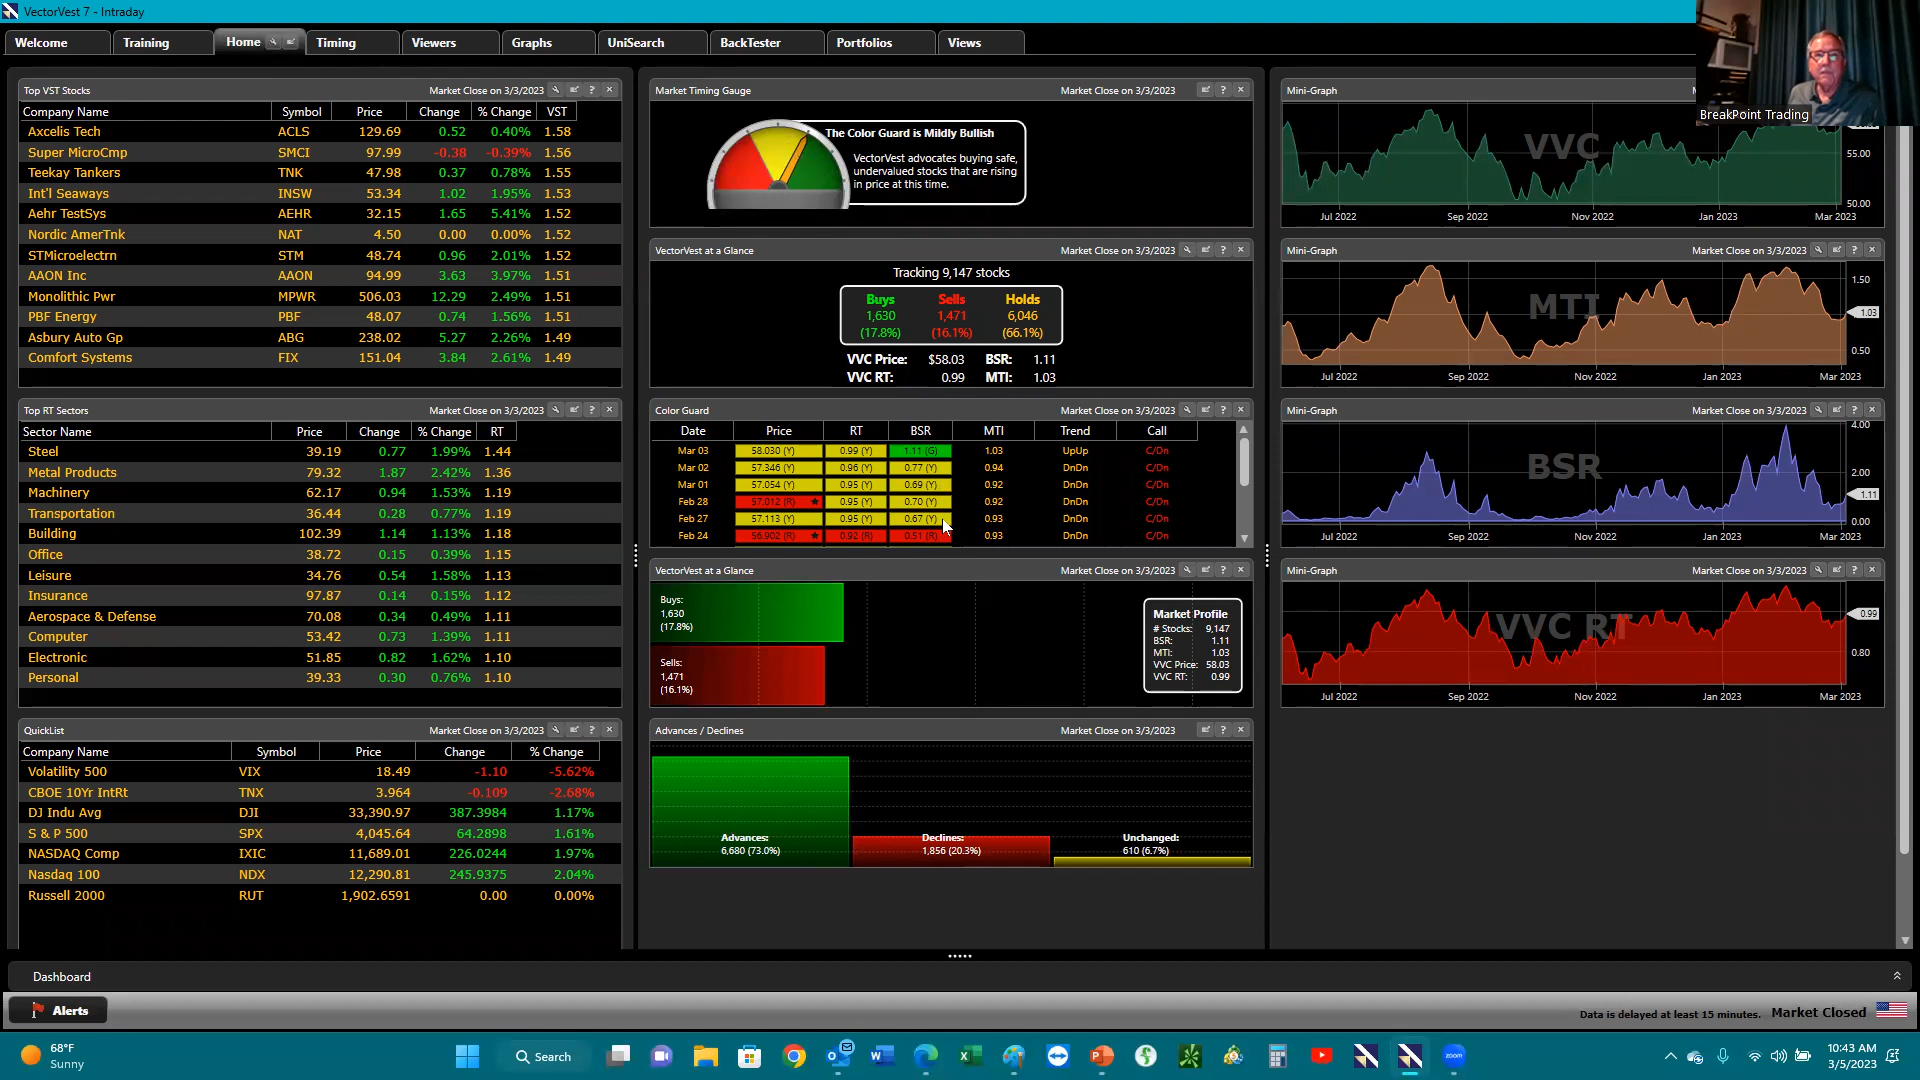 VectorVest 7 - Intraday
Welcome Training Home Timing Viewers Graphs UniSearch BackTester Portfolios Views
BreakPoint Trading
Top VST Stocks Market Close on 3/3/2023
Company Name Symbol Price Change % Change VST
Axcelis Tech ACLS 129.69 0.52 0.40% 1.58
Super MicroCmp SMCI 97.99 -0.38 -0.39% 1.56
Teekay Tankers TNK 47.98 0.37 0.78% 1.55
Int'l Seaways INSW 53.34 1.02 1.95% 1.53
Aehr TestSys AEHR 32.15 1.65 5.41% 1.52
Nordic AmerTnk NAT 4.50 0.00 0.00% 1.52
STMicroelectrn STM 48.74 0.96 2.01% 1.52
AAON Inc AAON 94.99 3.63 3.97% 1.51
Monolithic Pwr MPWR 506.03 12.29 2.49% 1.51
PBF Energy PBF 48.07 0.74 1.56% 1.51
Asbury Auto Gp ABG 238.02 5.27 2.26% 1.49
Comfort Systems FIX 151.04 3.84 2.61% 1.49
Top RT Sectors Market Close on 3/3/2023
Sector Name Price Change % Change RT
Steel 39.19 0.77 1.99% 1.44
Metal Products 79.32 1.87 2.42% 1.36
Machinery 62.17 0.94 1.53% 1.19
Transportation 36.44 0.28 0.77% 1.19
Building 102.39 1.14 1.13% 1.18
Office 38.72 0.15 0.39% 1.15
Leisure 34.76 0.54 1.58% 1.13
Insurance 97.87 0.14 0.15% 1.12
Aerospace & Defense 70.08 0.34 0.49% 1.11
Computer 53.42 0.73 1.39% 1.11
Electronic 51.85 0.82 1.62% 1.10
Personal 39.33 0.30 0.76% 1.10
QuickList Market Close on 3/3/2023
Company Name Symbol Price Change % Change
Volatility 500 VIX 18.49 -1.10 -5.62%
CBOE 10Yr IntRt TNX 3.964 -0.109 -2.68%
DJ Indu Avg DJI 33,390.97 387.3984 1.17%
S & P 500 SPX 4,045.64 64.2898 1.61%
NASDAQ Comp IXIC 11,689.01 226.0244 1.97%
Nasdaq 100 NDX 12,290.81 245.9375 2.04%
Russell 2000 RUT 1,902.6591 0.00 0.00%
Market Timing Gauge Market Close on 3/3/2023
The Color Guard is Mildly Bullish
VectorVest advocates buying safe,
undervalued stocks that are rising
in price at this time.
VectorVest at a Glance Market Close on 3/3/2023
Tracking 9,147 stocks
Buys Sells Holds
1,630 1,471 6,046
(17.8%) (16.1%) (66.1%)
VVC Price: $58.03 BSR: 1.11
VVC RT: 0.99 MTI: 1.03
Color Guard Market Close on 3/3/2023
Date Price RT BSR MTI Trend Call
Mar 03 58.030 (Y) 0.99 (Y) 1.11 (G) 1.03 UpUp C/Dn
Mar 02 57.346 (Y) 0.96 (Y) 0.77 (Y) 0.94 DnDn C/Dn
Mar 01 57.054 (Y) 0.95 (Y) 0.69 (Y) 0.92 DnDn C/Dn
Feb 28 57.012 (R) ★ 0.95 (Y) 0.70 (Y) 0.92 DnDn C/Dn
Feb 27 57.113 (Y) 0.95 (Y) 0.67 (Y) 0.93 DnDn C/Dn
Feb 24 56.902 (R) ★ 0.92 (R) 0.51 (R) 0.93 DnDn C/Dn
VectorVest at a Glance Market Close on 3/3/2023
Buys:
1,630
(17.8%)
Sells:
1,471
(16.1%)
Market Profile
# Stocks: 9,147
BSR: 1.11
MTI: 1.03
VVC Price: 58.03
VVC RT: 0.99
Advances / Declines Market Close on 3/3/2023
Advances:
6,680 (73.0%)
Declines:
1,856 (20.3%)
Unchanged:
610 (6.7%)
Mini-Graph
VVC
55.00
50.00
Jul 2022 Sep 2022 Nov 2022 Jan 2023 Mar 2023
Mini-Graph Market Close on 3/3/2023
MTI
1.50
1.03
0.50
Jul 2022 Sep 2022 Nov 2022 Jan 2023 Mar 2023
Mini-Graph Market Close on 3/3/2023
BSR
4.00
2.00
1.11
0.00
Jul 2022 Sep 2022 Nov 2022 Jan 2023 Mar 2023
Mini-Graph Market Close on 3/3/2023
VVC RT
0.99
0.80
Jul 2022 Sep 2022 Nov 2022 Jan 2023 Mar 2023
Dashboard
Alerts
Data is delayed at least 15 minutes. Market Closed
68°F
Sunny
Search
zoom
10:43 AM
3/5/2023